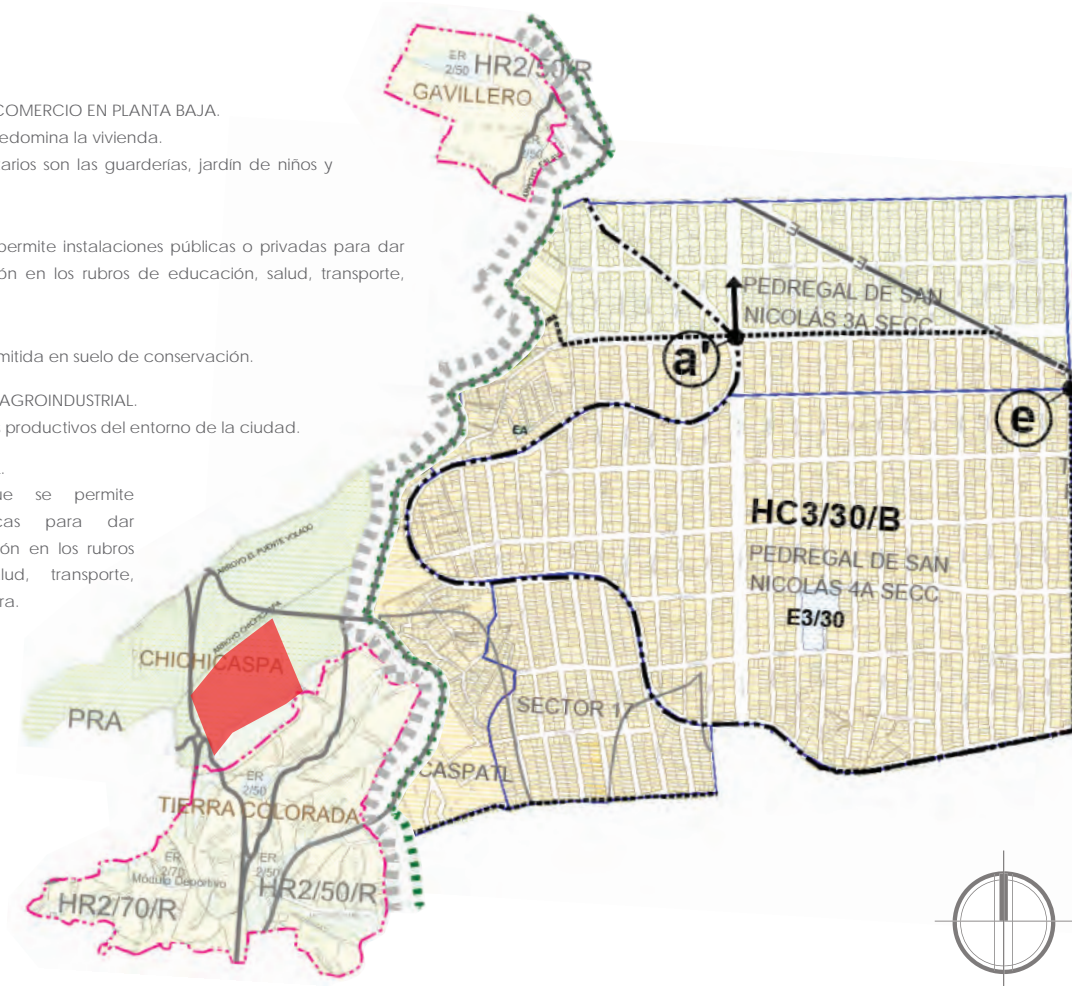 COMERCIO EN PLANTA BAJA.
edomina la vivienda.
arios son las guarderías, jardín de niños y
permite instalaciones públicas o privadas para dar
ón en los rubros de educación, salud, transporte,
mitida en suelo de conservación.
AGROINDUSTRIAL.
s productivos del entorno de la ciudad.
ue se permite
cas para dar
ón en los rubros
lud, transporte,
ra.
ER
2/50
HR2/50/R
GAVILLERO
ER
2/50
E
E
E
PEDREGAL DE SAN
NICOLÁS 3A SECC.
a'
e
EA
HC3/30/B
PEDREGAL DE SAN
NICOLÁS 4A SECC.
E3/30
ARROYO EL PUENTE VOLADO
ARROYO CHICHICASPA
CHICHICASPA
PRA
SECTOR 17
CASPATL
ER
2/50
TIERRA COLORADA
ER
2/70
Módulo Deportivo
ER
2/50
HR2/70/R
HR2/50/R